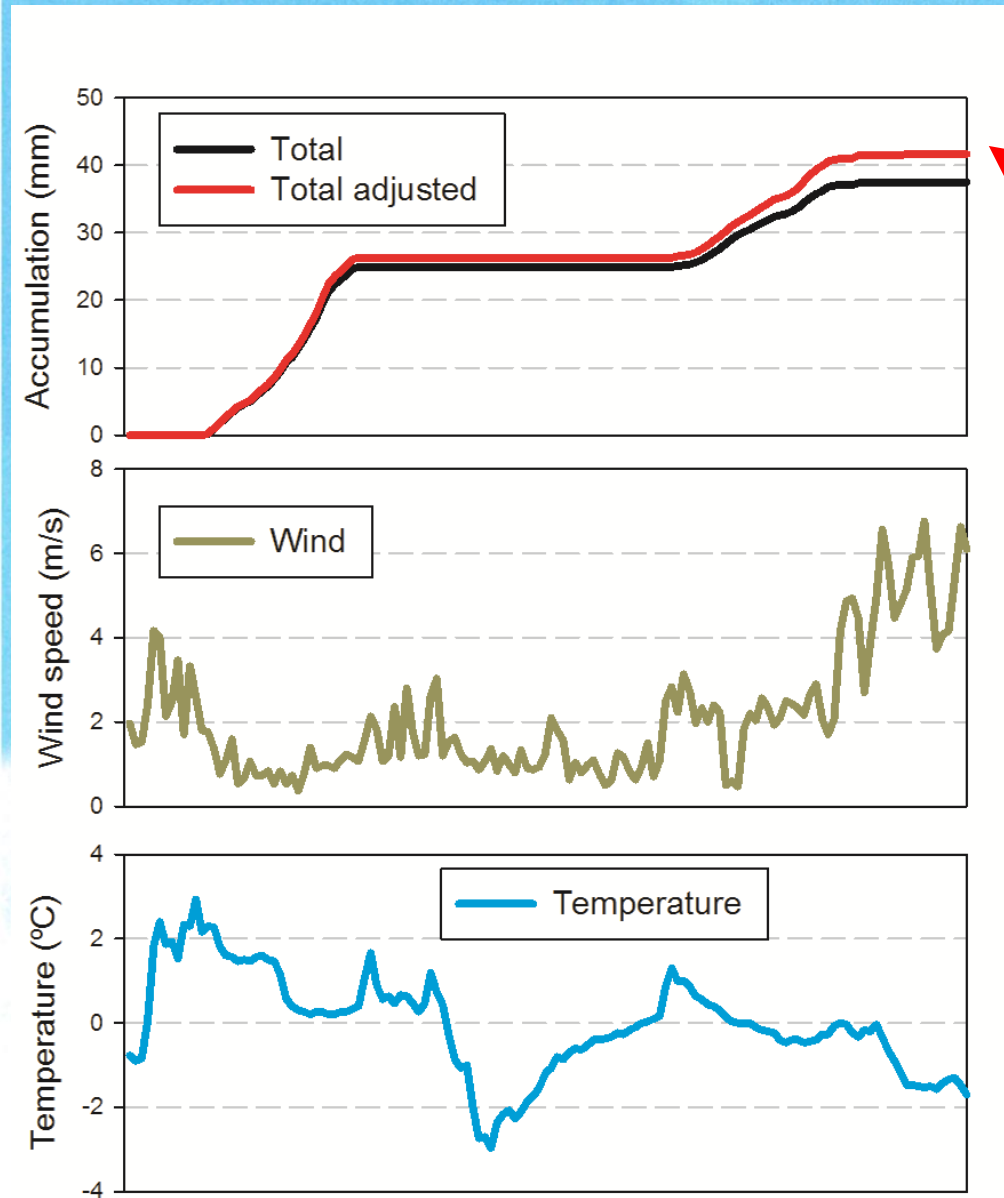 Accumulation (mm)
50
40
30
20
10
0
Total
Total adjusted
Wind speed (m/s)
8
6
4
2
0
Wind
Temperature (ºC)
4
2
0
-2
-4
Temperature